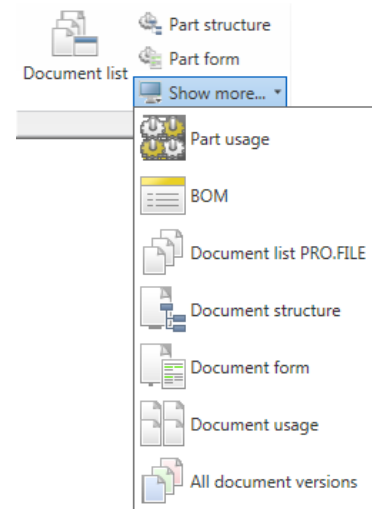 Document list
Part structure
Part form
Show more...
Part usage
BOM
Document list PRO.FILE
Document structure
Document form
Document usage
All document versions